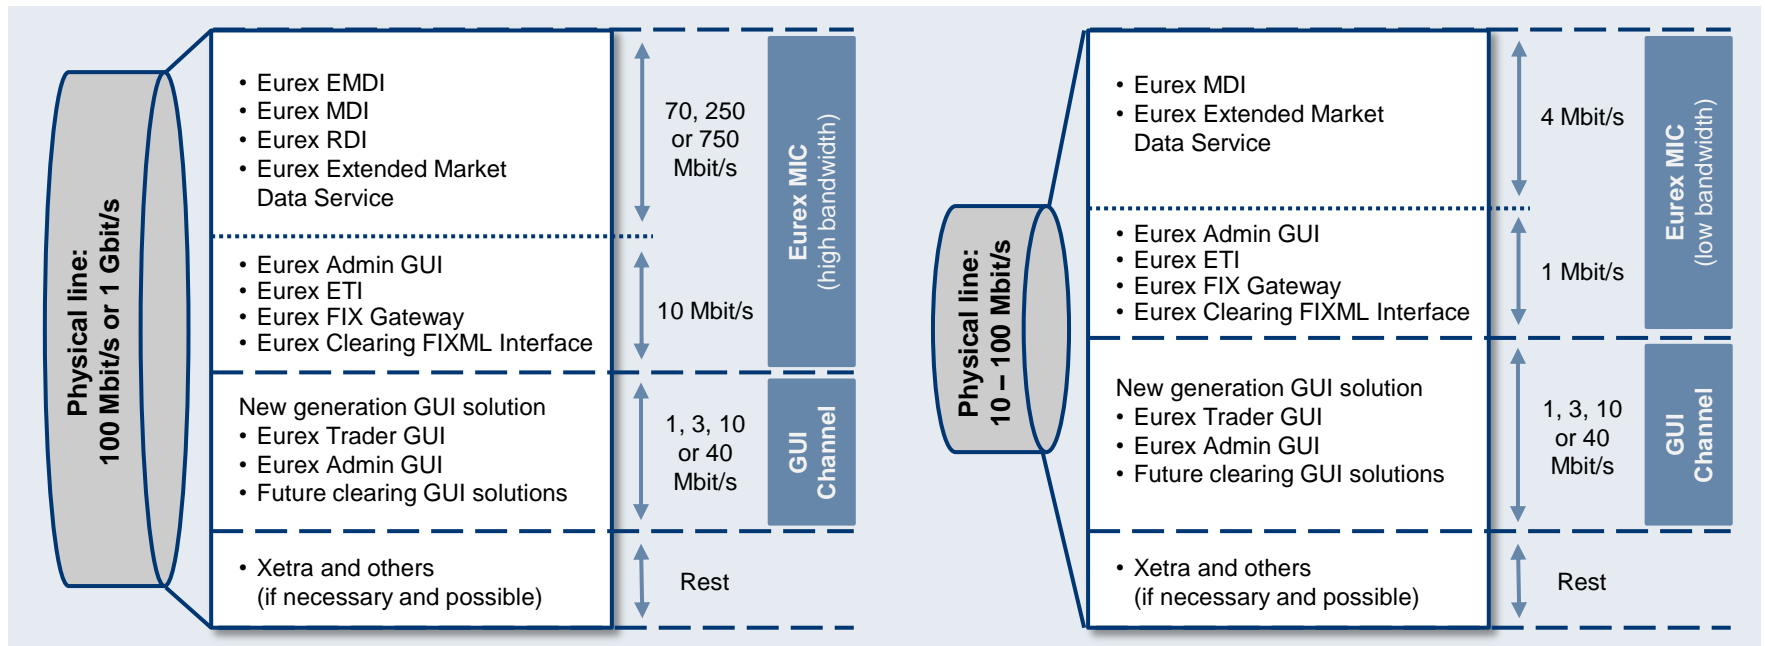 Physical line:
100 Mbit/s or 1 Gbit/s
• Eurex EMDI
• Eurex MDI
• Eurex RDI
• Eurex Extended Market
Data Service
70, 250
or 750
Mbit/s
• Eurex Admin GUI
• Eurex ETI
• Eurex FIX Gateway
• Eurex Clearing FIXML Interface
10 Mbit/s
Eurex MIC
(high bandwidth)
New generation GUI solution
• Eurex Trader GUI
• Eurex Admin GUI
• Future clearing GUI solutions
1, 3, 10
or 40
Mbit/s
GUI
Channel
• Xetra and others
(if necessary and possible)
Rest
Physical line:
10 – 100 Mbit/s
• Eurex MDI
• Eurex Extended Market
Data Service
4 Mbit/s
• Eurex Admin GUI
• Eurex ETI
• Eurex FIX Gateway
• Eurex Clearing FIXML Interface
1 Mbit/s
Eurex MIC
(low bandwidth)
New generation GUI solution
• Eurex Trader GUI
• Eurex Admin GUI
• Future clearing GUI solutions
1, 3, 10
or 40
Mbit/s
GUI
Channel
• Xetra and others
(if necessary and possible)
Rest